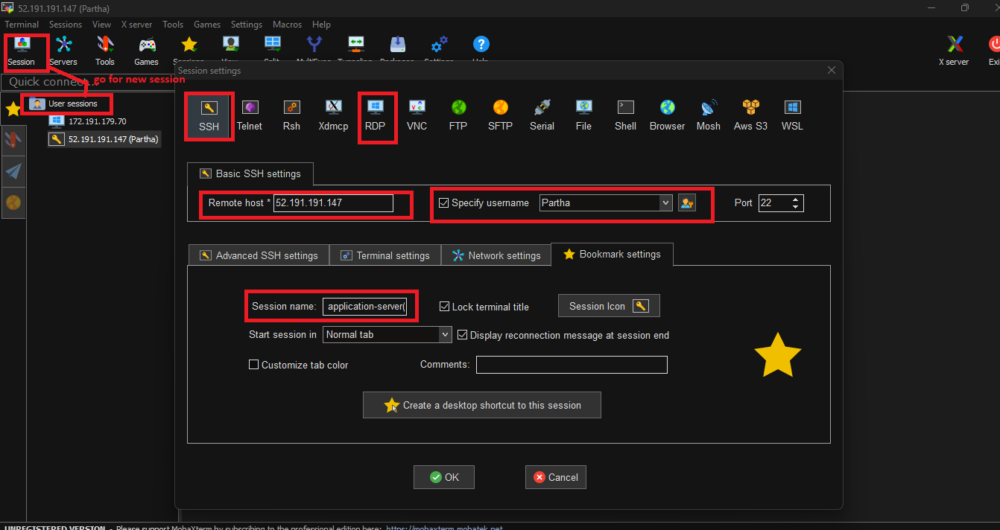 52.191.191.147 (Partha)
Terminal Sessions View X server Tools Games Settings Macros Help
Session Servers Tools Games Sessions View Split MultiExec Tunneling Packages Settings Help X server Exi
Quick connect...
go for new session
User sessions
172.191.179.70
52.191.191.147 (Partha)
Session settings
SSH Telnet Rsh Xdmcp RDP VNC FTP SFTP Serial File Shell Browser Mosh Aws S3 WSL
Basic SSH settings
Remote host * 52.191.191.147 Specify username Partha Port 22
Advanced SSH settings Terminal settings Network settings Bookmark settings
Session name: application-server( Lock terminal title Session Icon
Start session in Normal tab Display reconnection message at session end
Customize tab color Comments:
Create a desktop shortcut to this session
OK Cancel
UNREGISTERED VERSION - Please support MobaXterm by subscribing to the professional edition here: https://mobaxterm.mobatek.net